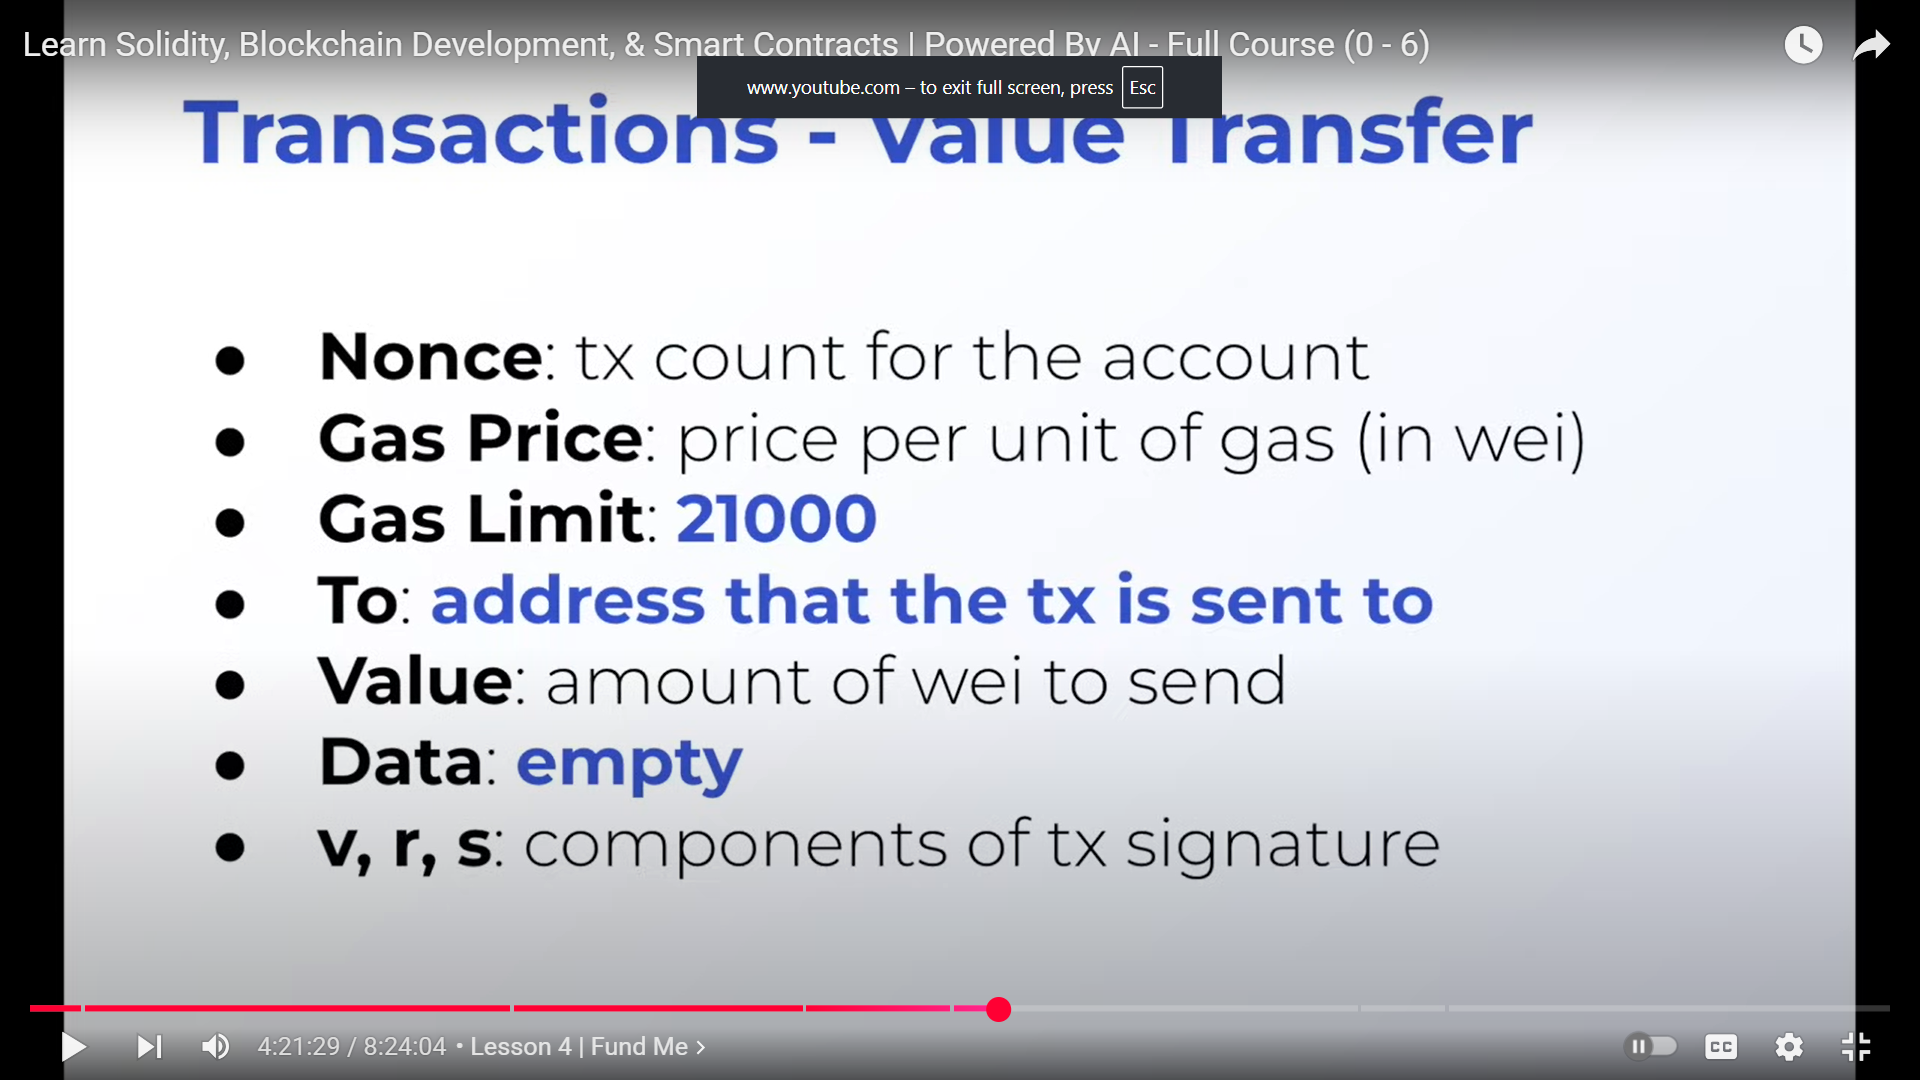 Learn Solidity, Blockchain Development, & Smart Contracts | Powered By AI - Full Course (0 - 6)
www.youtube.com – to exit full screen, press Esc
Transactions - Value Transfer
● Nonce: tx count for the account
● Gas Price: price per unit of gas (in wei)
● Gas Limit: 21000
● To: address that the tx is sent to
● Value: amount of wei to send
● Data: empty
● v, r, s: components of tx signature
4:21:29 / 8:24:04 • Lesson 4 | Fund Me >
CC